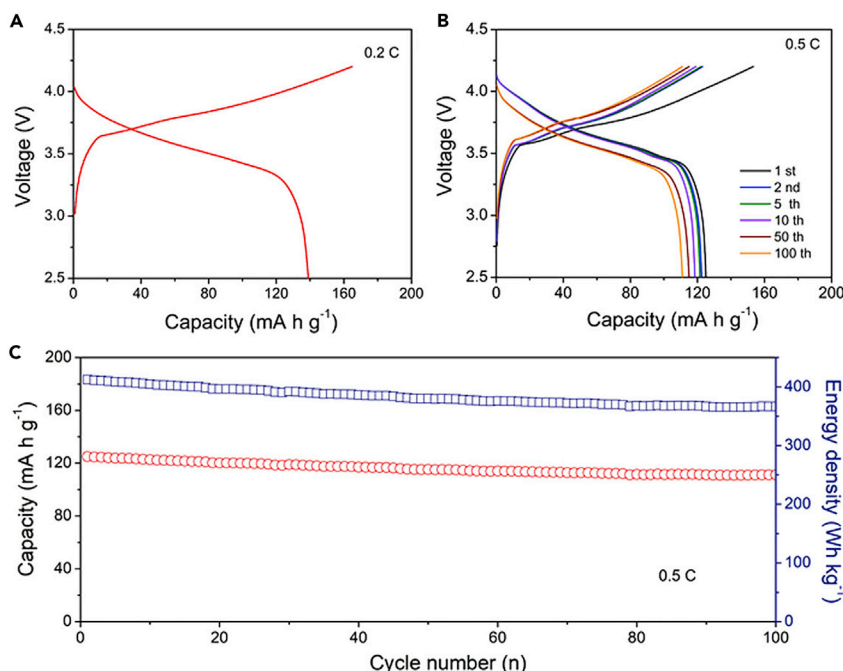 A
0.2 C
4.5
4.0
3.5
3.0
2.5
Voltage (V)
0 40 80 120 160 200
Capacity (mA h g⁻¹)
B
0.5 C
4.5
4.0
3.5
3.0
2.5
Voltage (V)
1 st
2 nd
5 th
10 th
50 th
100 th
0 40 80 120 160 200
Capacity (mA h g⁻¹)
C
200
160
120
80
40
0
Capacity (mA h g⁻¹)
0.5 C
400
300
200
100
0
Energy density (Wh kg⁻¹)
0 20 40 60 80 100
Cycle number (n)